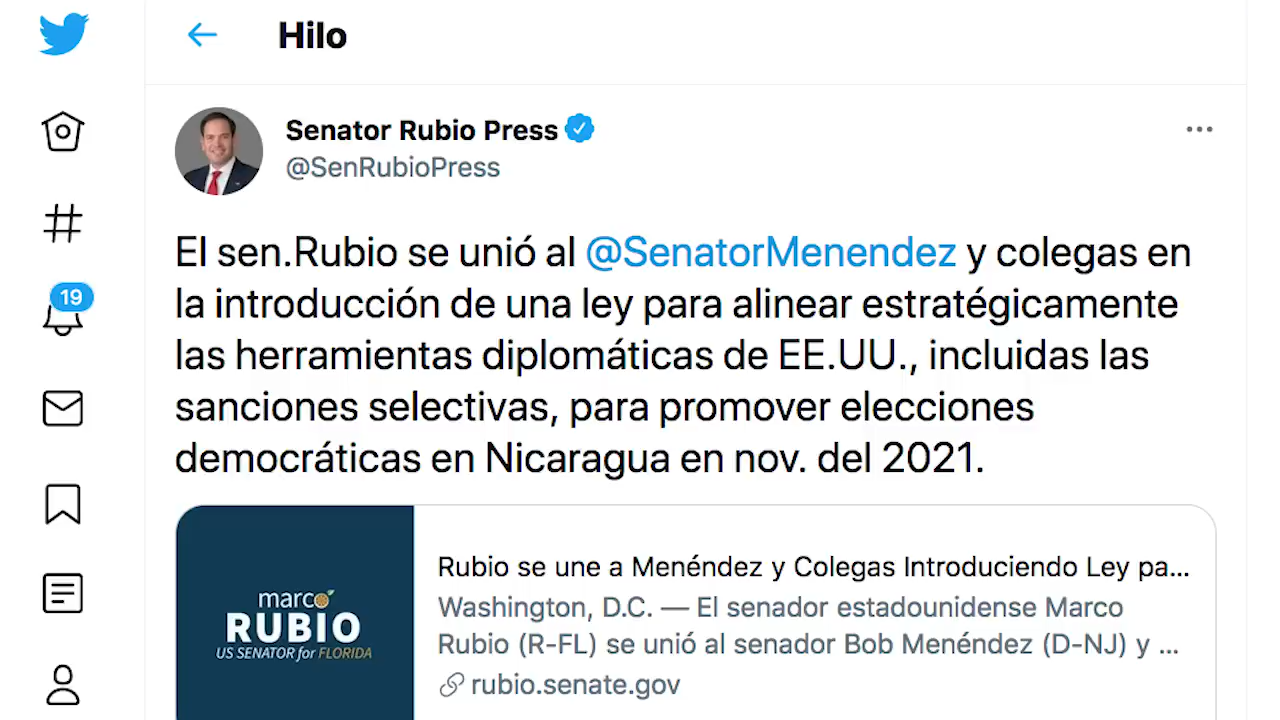 Hilo
Senator Rubio Press
@SenRubioPress
El sen.Rubio se unió al @SenatorMenendez y colegas en
la introducción de una ley para alinear estratégicamente
las herramientas diplomáticas de EE.UU., incluidas las
sanciones selectivas, para promover elecciones
democráticas en Nicaragua en nov. del 2021.
19
marco
RUBIO
US SENATOR for FLORIDA
Rubio se une a Menéndez y Colegas Introduciendo Ley pa...
Washington, D.C. — El senador estadounidense Marco
Rubio (R-FL) se unió al senador Bob Menéndez (D-NJ) y ...
rubio.senate.gov